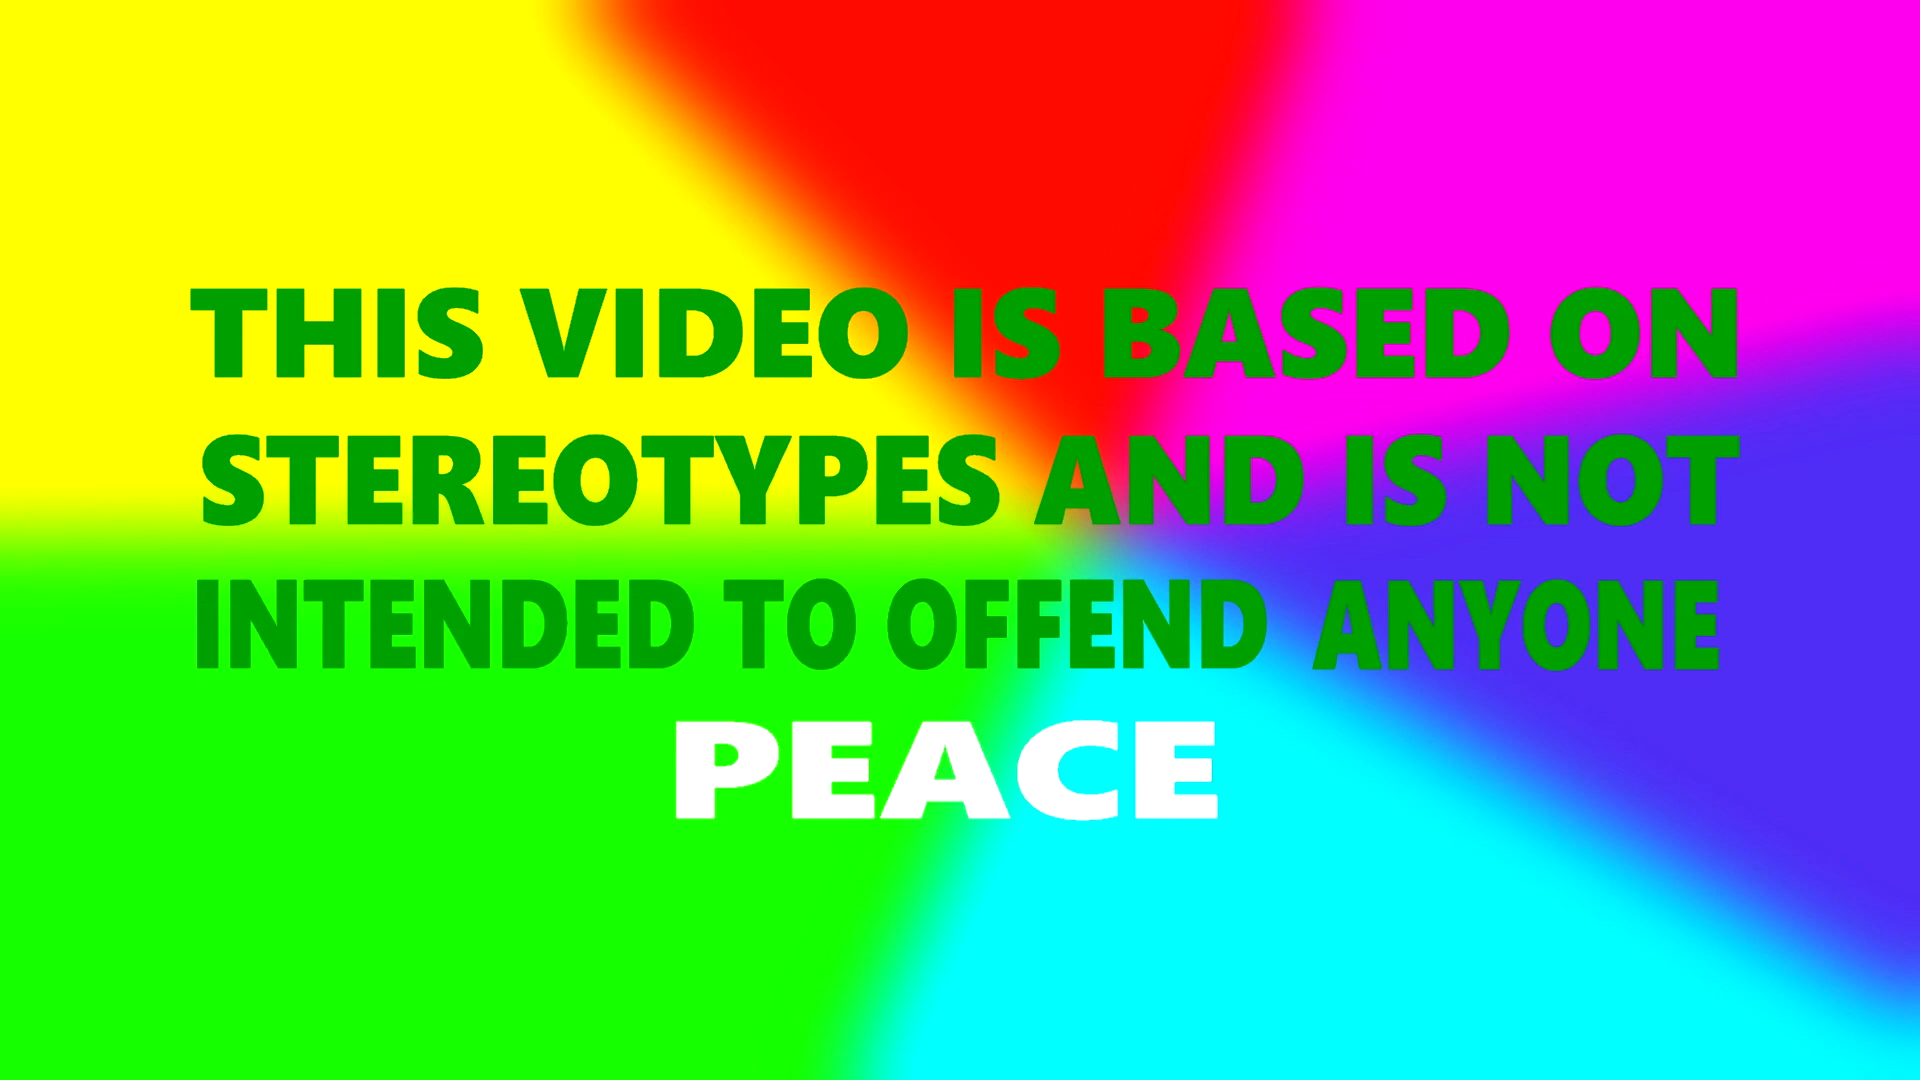 THIS VIDEO IS BASED ON
STEREOTYPES AND IS NOT
INTENDED TO OFFEND ANYONE
PEACE